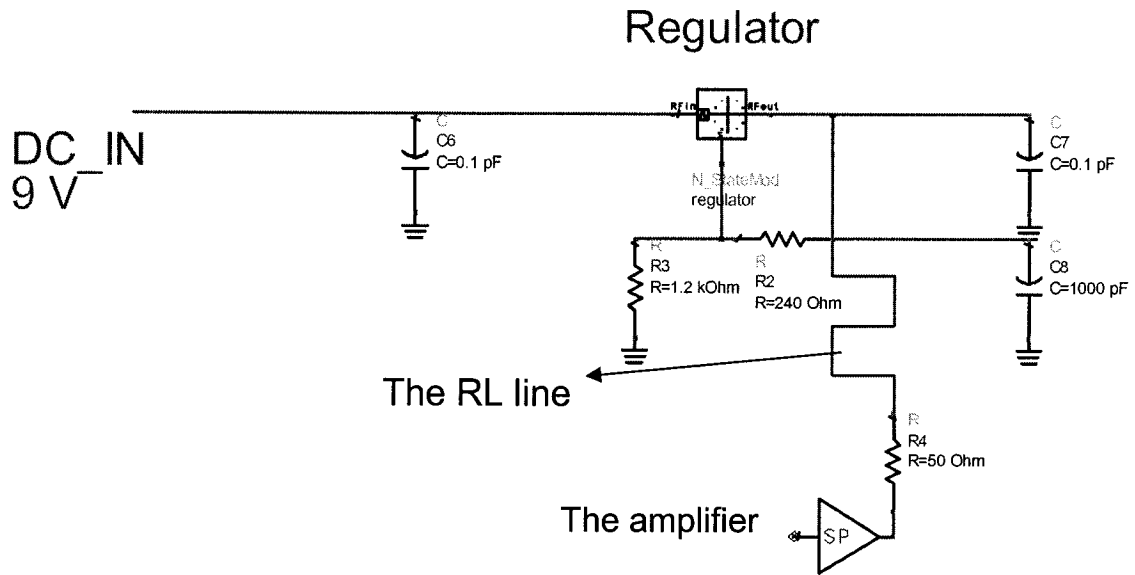 Regulator
DC_IN
9 V
C
C6
C=0.1 pF
RFin
RFout
N_StateMod
regulator
C
C7
C=0.1 pF
R
R3
R=1.2 kOhm
R
R2
R=240 Ohm
C
C8
C=1000 pF
The RL line
R
R4
R=50 Ohm
The amplifier
SP